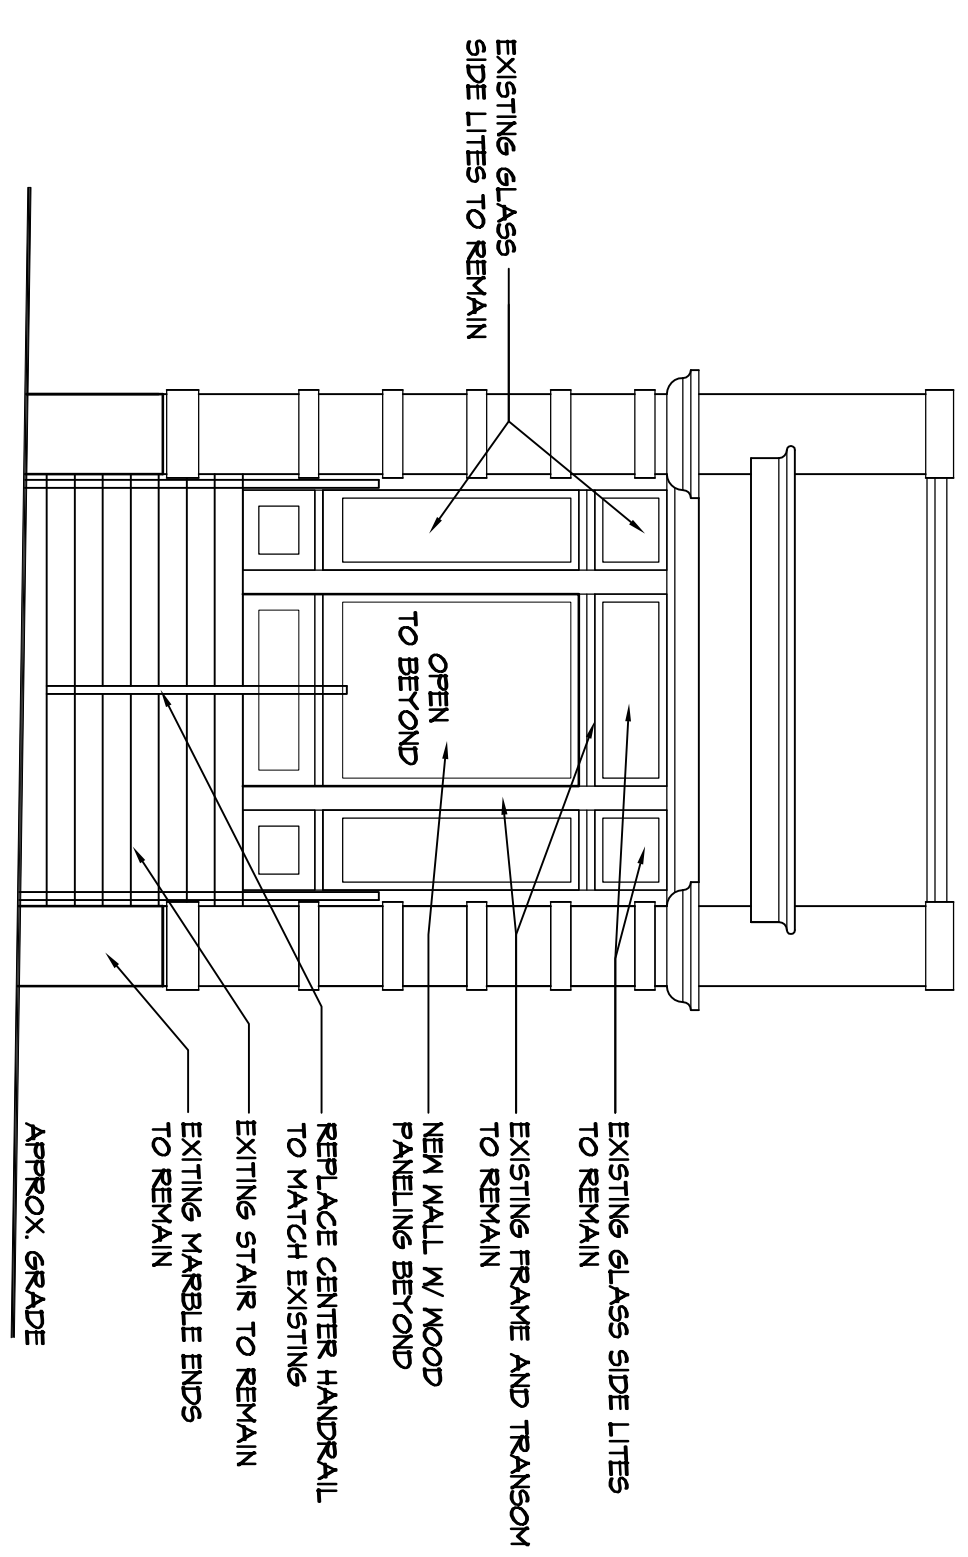 EXISTING GLASS
SIDE LITES TO REMAIN
OPEN
TO BEYOND
EXISTING GLASS SIDE LITES
TO REMAIN
EXISTING FRAME AND TRANSOM
TO REMAIN
NEW WALL W/ WOOD
PANELING BEYOND
REPLACE CENTER HANDRAIL
TO MATCH EXISTING
EXITING STAIR TO REMAIN
EXITING MARBLE ENDS
TO REMAIN
APPROX. GRADE